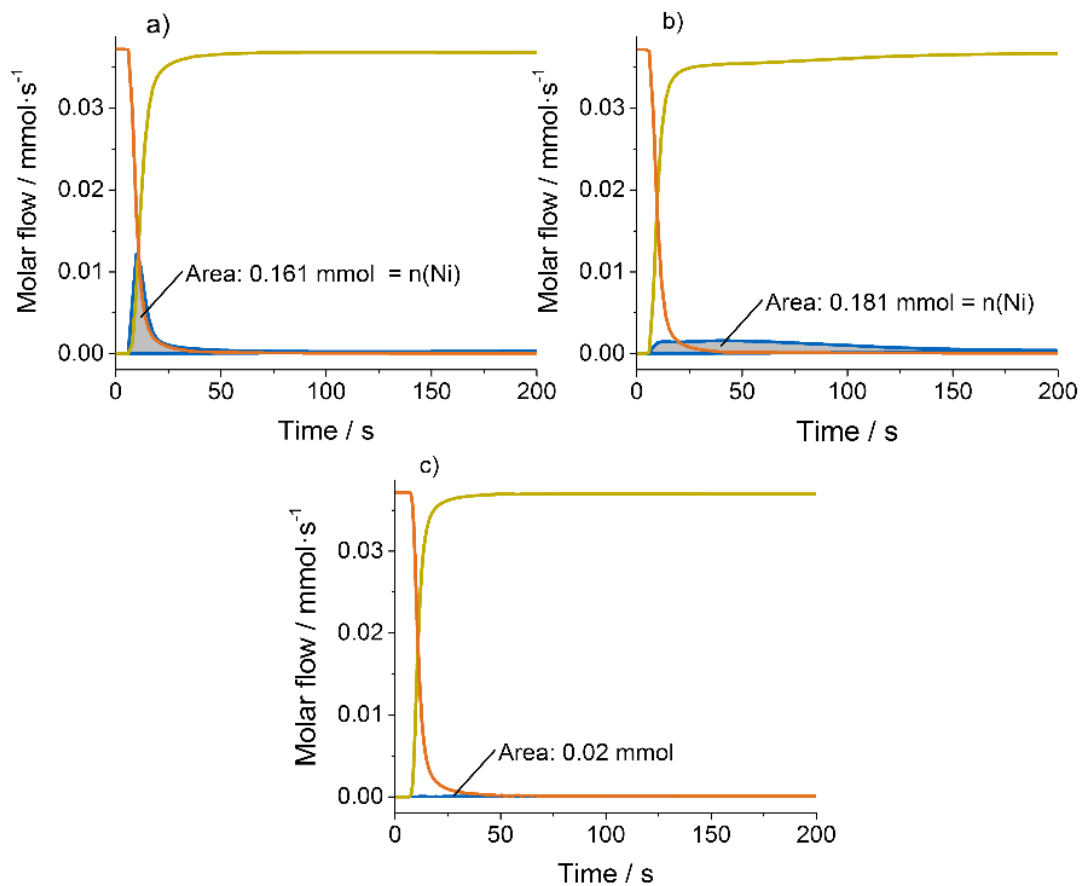 a)
Molar flow / mmol·s⁻¹
0.03
0.02
0.01
0.00
Area: 0.161 mmol = n(Ni)
0 50 100 150 200
Time / s
b)
Molar flow / mmol·s⁻¹
0.03
0.02
0.01
0.00
Area: 0.181 mmol = n(Ni)
0 50 100 150 200
Time / s
c)
Molar flow / mmol·s⁻¹
0.03
0.02
0.01
0.00
Area: 0.02 mmol
0 50 100 150 200
Time / s